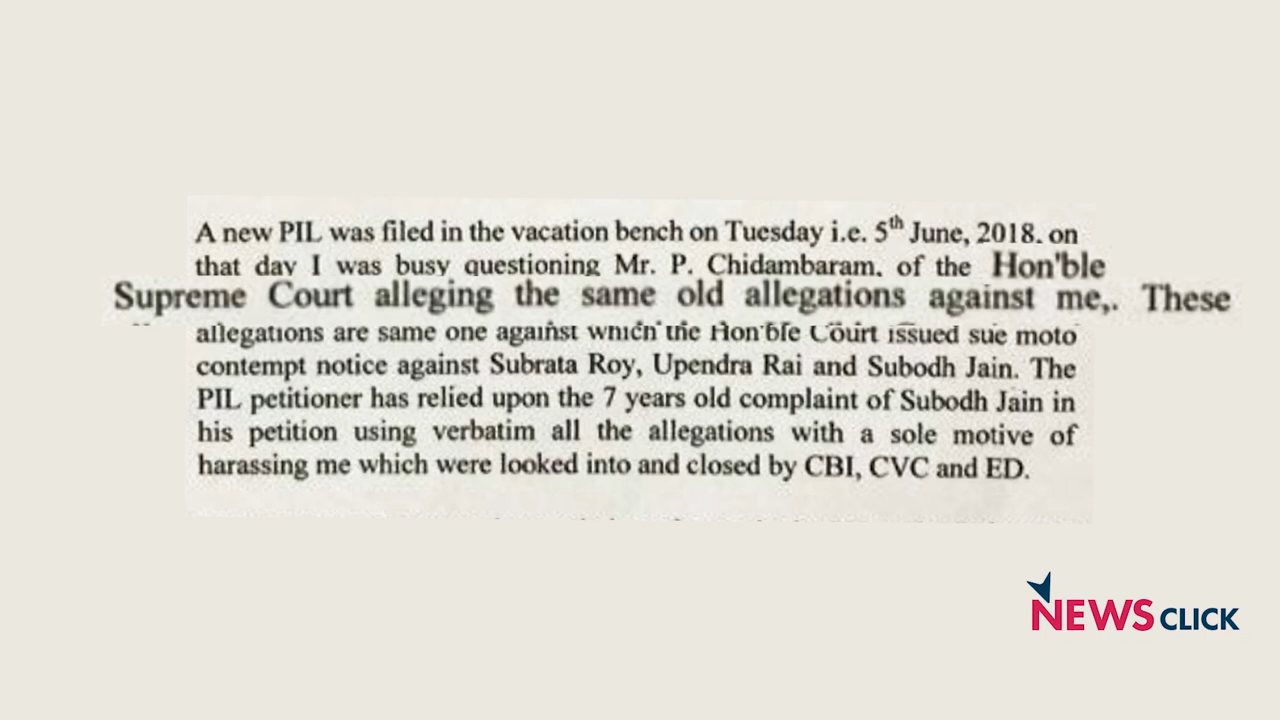 A new PIL was filed in the vacation bench on Tuesday i.e. 5th June, 2018. on
that day I was busy questioning Mr. P. Chidambaram. of the Hon'ble
Supreme Court alleging the same old allegations against me,. These
allegations are same one against which the Hon'ble Court issued sue moto
contempt notice against Subrata Roy, Upendra Rai and Subodh Jain. The
PIL petitioner has relied upon the 7 years old complaint of Subodh Jain in
his petition using verbatim all the allegations with a sole motive of
harassing me which were looked into and closed by CBI, CVC and ED.
NEWSCLICK